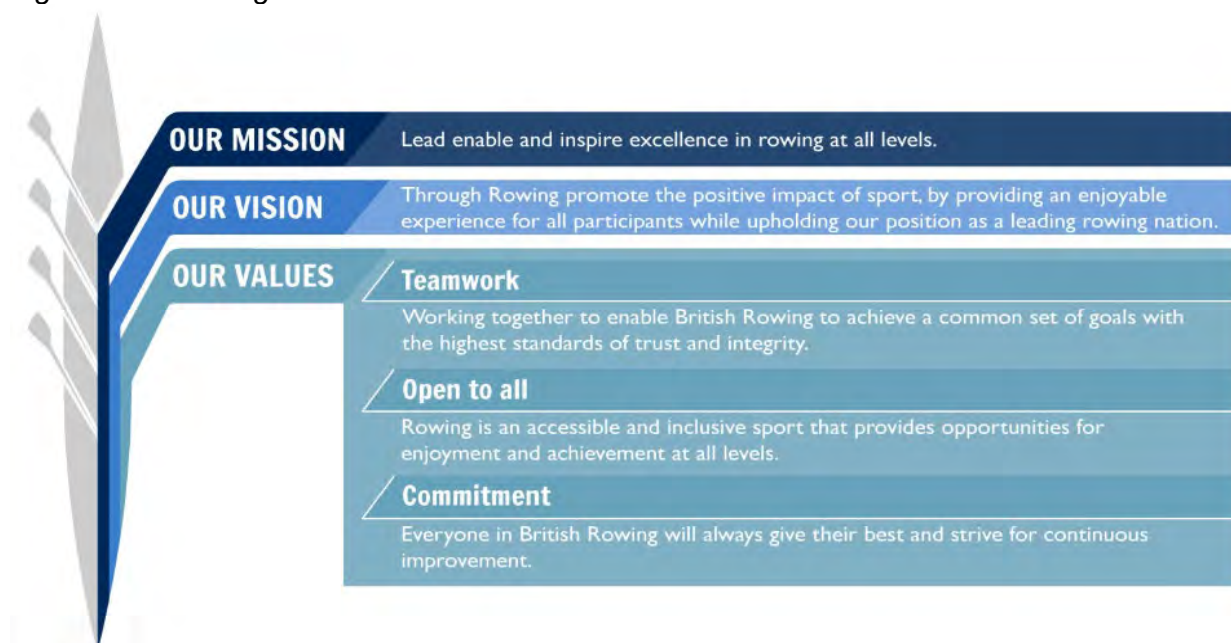 OUR MISSION
Lead enable and inspire excellence in rowing at all levels.
OUR VISION
Through Rowing promote the positive impact of sport, by providing an enjoyable
experience for all participants while upholding our position as a leading rowing nation.
OUR VALUES
Teamwork
Working together to enable British Rowing to achieve a common set of goals with
the highest standards of trust and integrity.
Open to all
Rowing is an accessible and inclusive sport that provides opportunities for
enjoyment and achievement at all levels.
Commitment
Everyone in British Rowing will always give their best and strive for continuous
improvement.